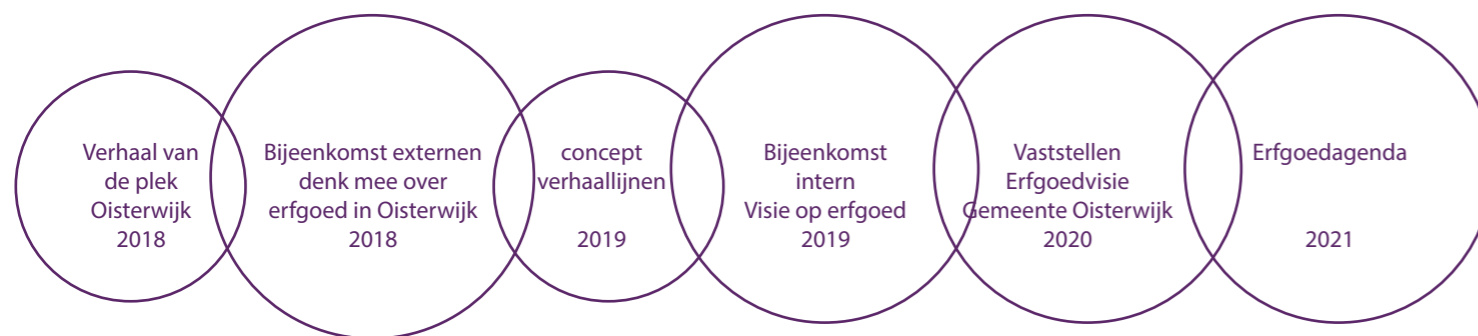 Verhaal van
de plek
Oisterwijk
2018
Bijeenkomst externen
denk mee over
erfgoed in Oisterwijk
2018
concept
verhaallijnen
2019
Bijeenkomst
intern
Visie op erfgoed
2019
Vaststellen
Erfgoedvisie
Gemeente Oisterwijk
2020
Erfgoedagenda
2021